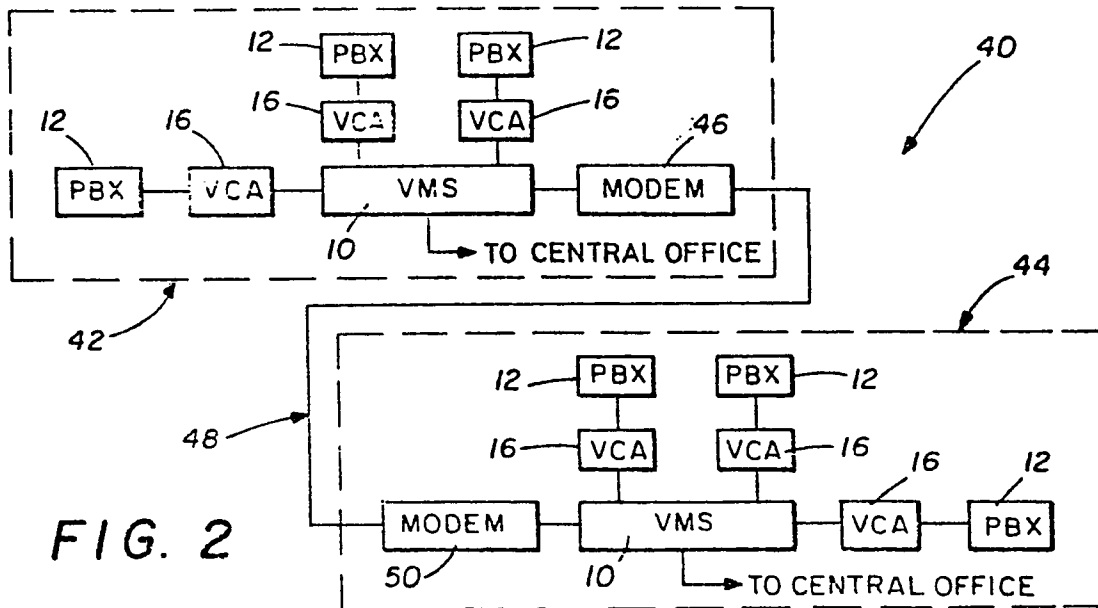 12 PBX PBX 12
40
16 VCA VCA 16
12 16 46
PBX VCA VMS MODEM
10 TO CENTRAL OFFICE
42
44
12 PBX PBX 12
48 16 VCA VCA 16 16 12
MODEM VMS VCA PBX
FIG. 2
50 10 TO CENTRAL OFFICE